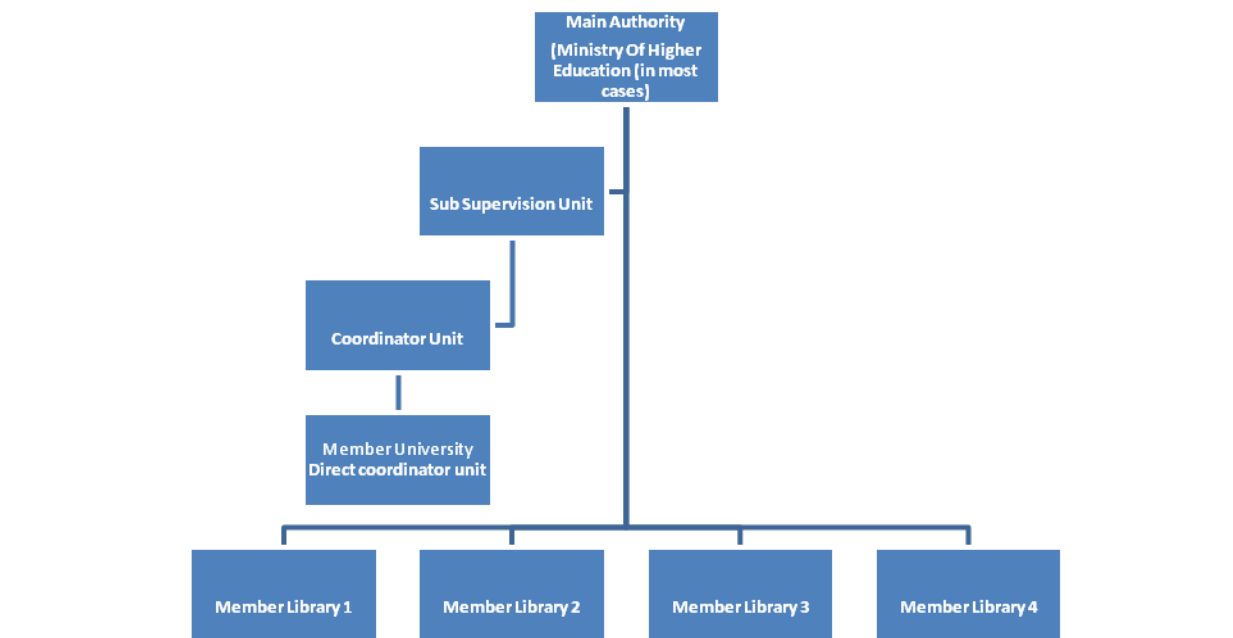 Main Authority
(Ministry Of Higher
Education (in most
cases)
Sub Supervision Unit
Coordinator Unit
Member University
Direct coordinator unit
Member Library 1
Member Library 2
Member Library 3
Member Library 4